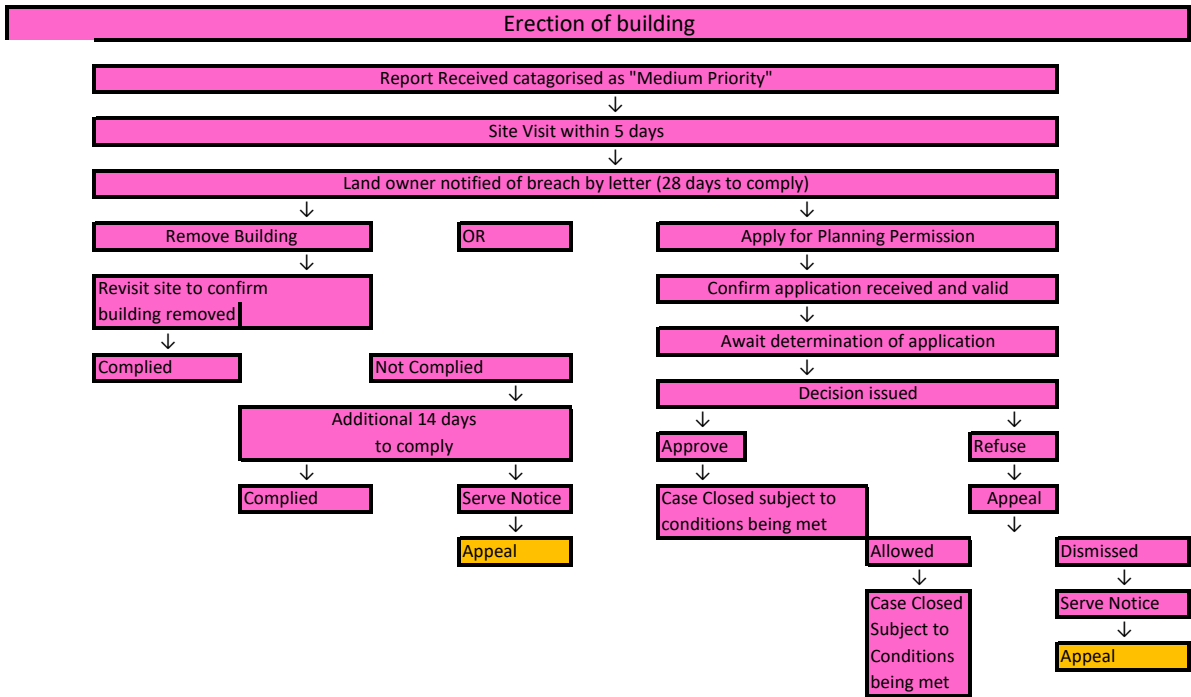 Erection of building
Report Received catagorised as "Medium Priority"
↓
Site Visit within 5 days
↓
Land owner notified of breach by letter (28 days to comply)
↓ ↓
Remove Building OR Apply for Planning Permission
↓ ↓
Revisit site to confirm
building removed
Confirm application received and valid
↓ ↓
Complied Not Complied Await determination of application
↓ ↓
Additional 14 days
to comply
Decision issued
↓ ↓
Approve Refuse
↓ ↓ ↓ ↓
Complied Serve Notice Case Closed subject to
conditions being met
Appeal
↓ ↓
Appeal Allowed Dismissed
↓ ↓
Case Closed
Subject to
Conditions
being met
Serve Notice
↓
Appeal